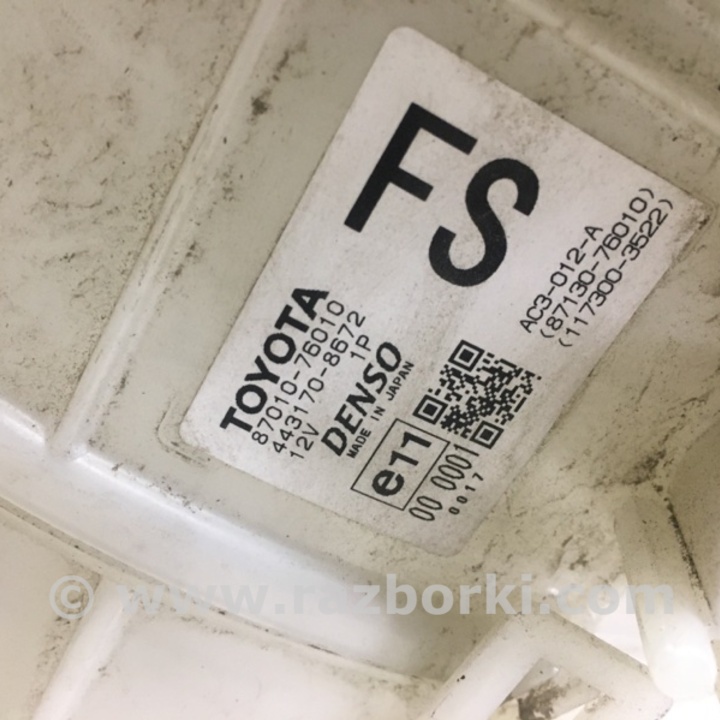 FS
AC3-012-A
(87130-76010)
(117300-3522)
TOYOTA
87010-76010
443170-8672
12V 1P
DENSO
MADE IN JAPAN
e11
00 0001
0017
© www.razborki.com